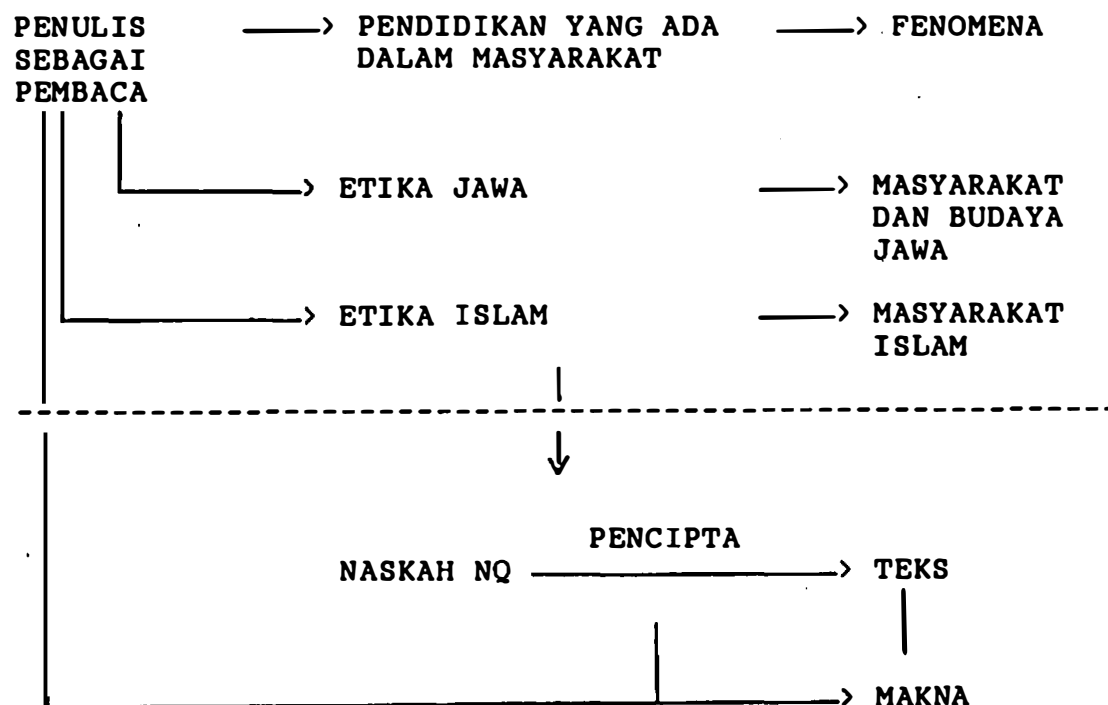 PENULIS SEBAGAI PEMBACA
PENDIDIKAN YANG ADA DALAM MASYARAKAT
FENOMENA
ETIKA JAWA
MASYARAKAT DAN BUDAYA JAWA
ETIKA ISLAM
MASYARAKAT ISLAM
PENCIPTA
NASKAH NQ
TEKS
MAKNA